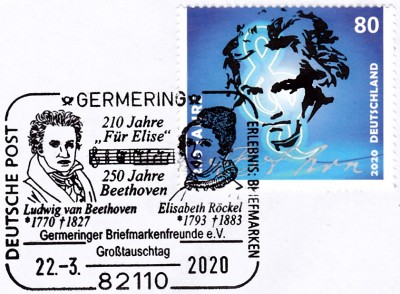 80
DEUTSCHLAND
2020
GERMERING
DEUTSCHE POST
ERLEBNIS: BRIEFMARKEN
210 Jahre
„Für Elise“
250 Jahre
Beethoven
Ludwig van Beethoven
*1770 †1827
Elisabeth Röckel
*1793 †1883
Germeringer Briefmarkenfreunde e.V.
Großtauschtag
22.-3. 2020
82110